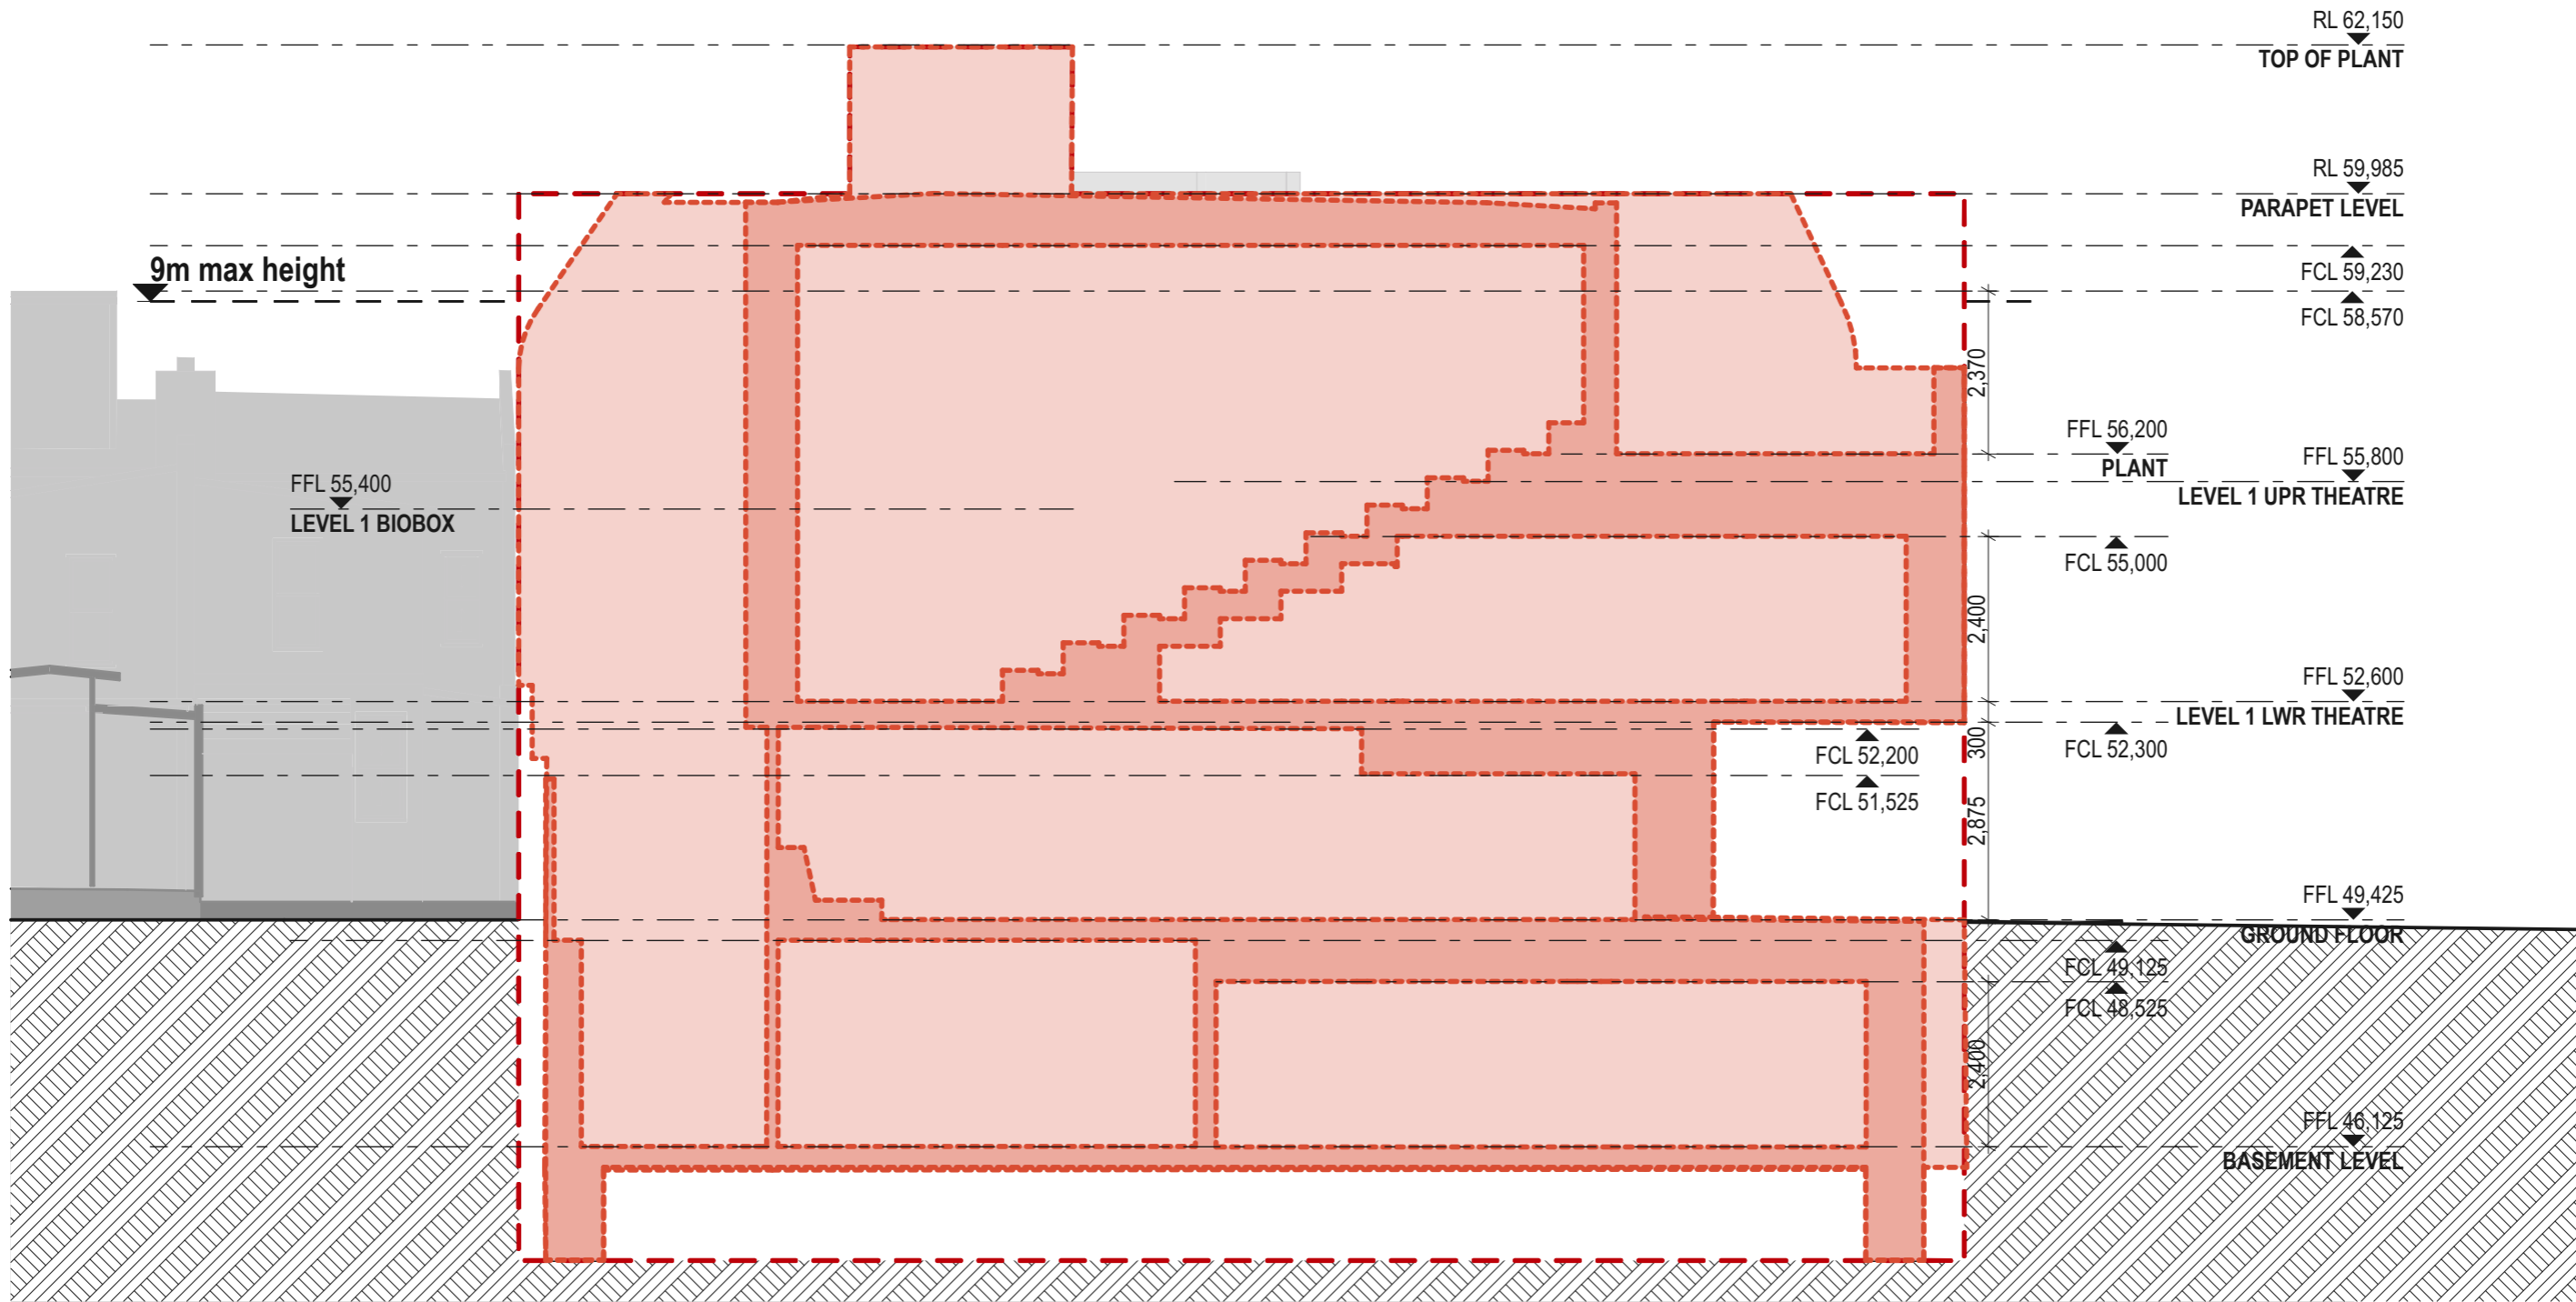 RL 62,150
TOP OF PLANT
RL 59,985
PARAPET LEVEL
9m max height
FCL 59,230
FCL 58,570
2,370
FFL 56,200
PLANT
FFL 55,800
LEVEL 1 UPR THEATRE
FFL 55,400
LEVEL 1 BIOBOX
FCL 55,000
2,400
FFL 52,600
LEVEL 1 LWR THEATRE
300
FCL 52,300
FCL 52,200
FCL 51,525
2,875
FFL 49,425
GROUND FLOOR
FCL 49,125
FCL 48,525
2,400
FFL 46,125
BASEMENT LEVEL